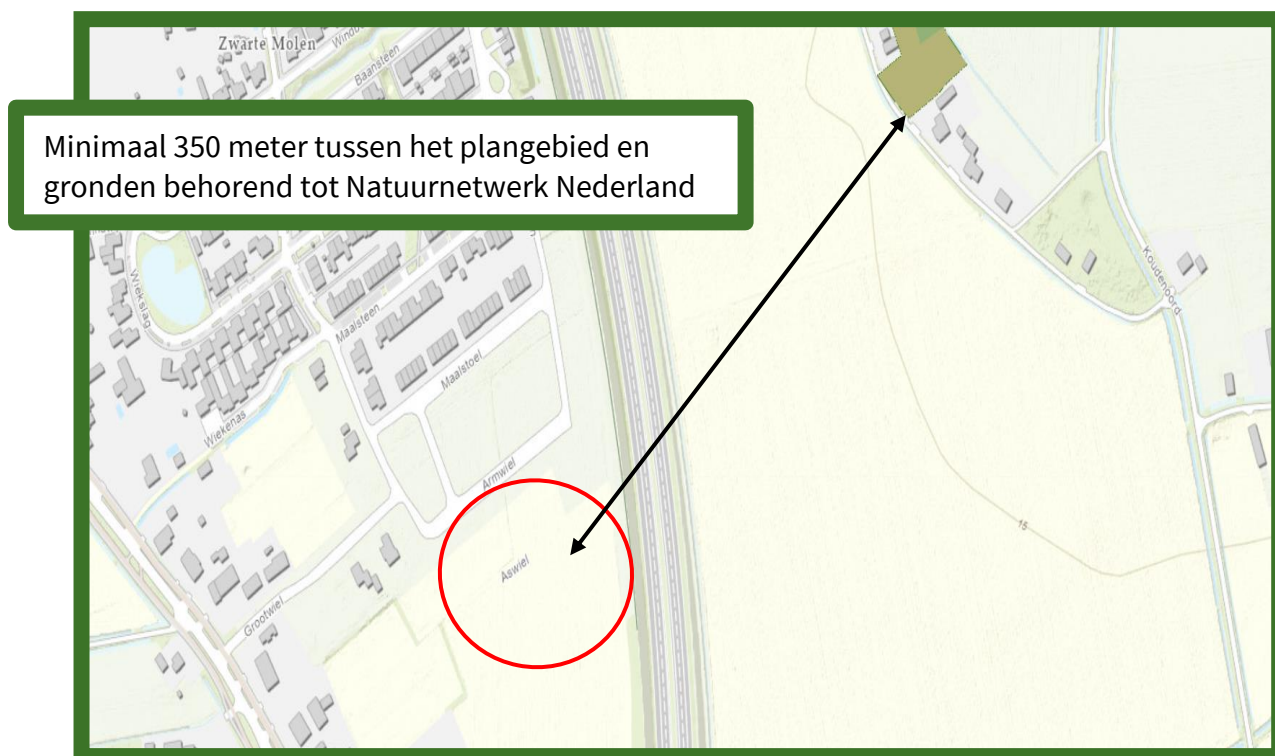 Zwarte Molen
Baansteen
Minimaal 350 meter tussen het plangebied en
gronden behorend tot Natuurnetwerk Nederland
Wiekslag
Maalsteen
Koudenoord
Maalstoel
Wiekenas
Armwiel
15
Aswiel
Grootwiel